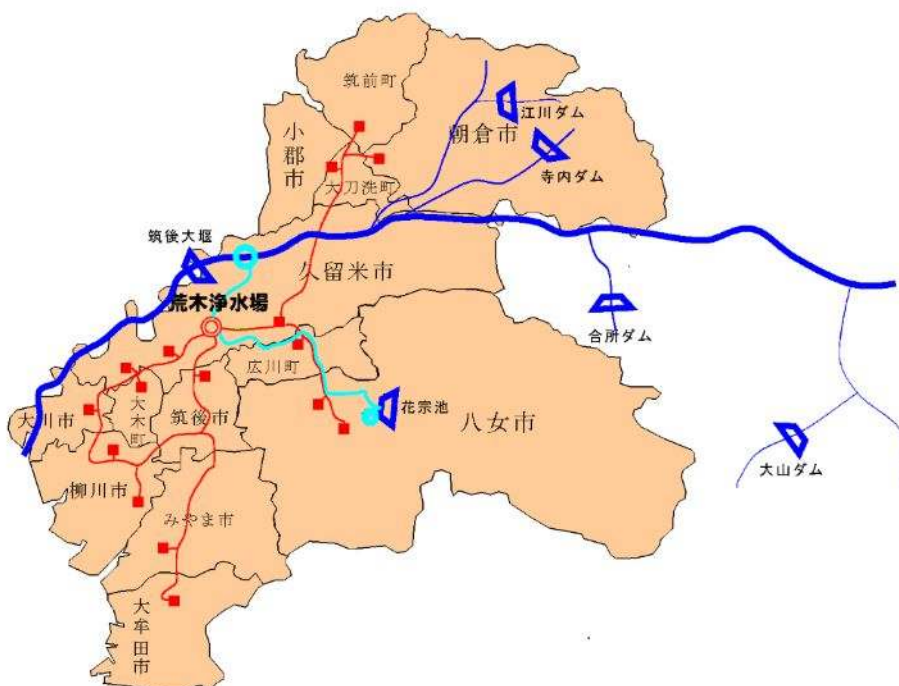 筑前町
江川ダム
朝倉市
小郡市
寺内ダム
大刀洗町
筑後大堰
久留米市
荒木浄水場
合所ダム
広川町
花宗池
八女市
大川市
大木町
筑後市
大山ダム
柳川市
みやま市
大牟田市